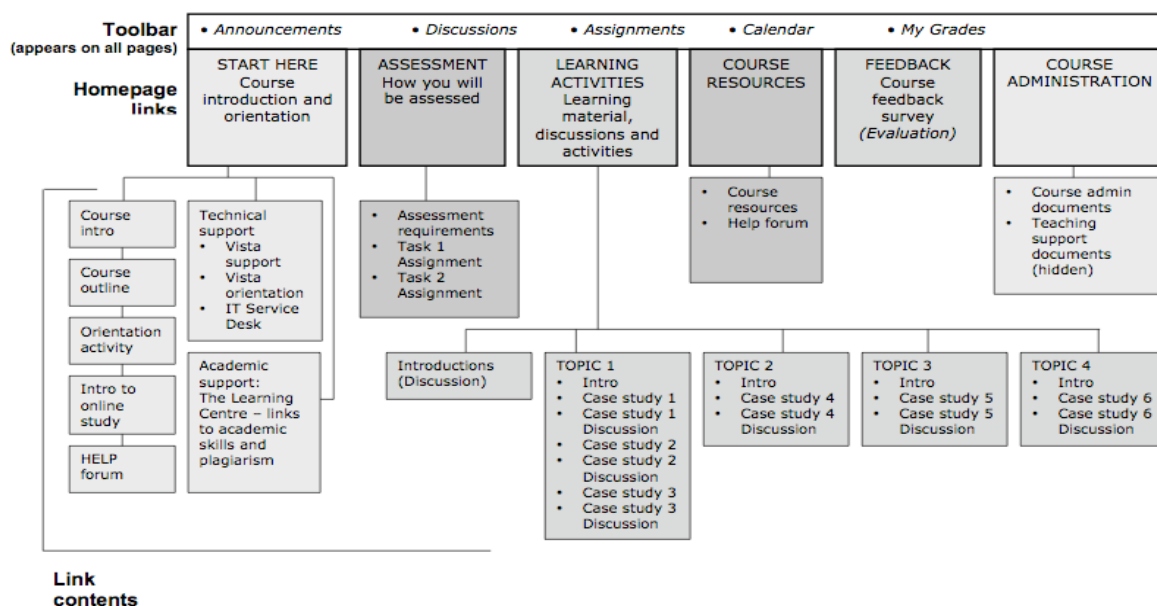 Toolbar
(appears on all pages)
• Announcements
• Discussions
• Assignments
• Calendar
• My Grades
Homepage
links
START HERE
Course
introduction and
orientation
ASSESSMENT
How you will
be assessed
LEARNING
ACTIVITIES
Learning
material,
discussions and
activities
COURSE
RESOURCES
FEEDBACK
Course
feedback
survey
(Evaluation)
COURSE
ADMINISTRATION
Course
intro
Course
outline
Orientation
activity
Intro to
online
study
HELP
forum
Technical
support
• Vista
support
• Vista
orientation
• IT Service
Desk
Academic
support:
The Learning
Centre – links
to academic
skills and
plagiarism
• Assessment
requirements
• Task 1
Assignment
• Task 2
Assignment
• Course
resources
• Help forum
• Course admin
documents
• Teaching
support
documents
(hidden)
Introductions
(Discussion)
TOPIC 1
• Intro
• Case study 1
• Case study 1
Discussion
• Case study 2
• Case study 2
Discussion
• Case study 3
• Case study 3
Discussion
TOPIC 2
• Intro
• Case study 4
• Case study 4
Discussion
TOPIC 3
• Intro
• Case study 5
• Case study 5
Discussion
TOPIC 4
• Intro
• Case study 6
• Case study 6
Discussion
Link
contents